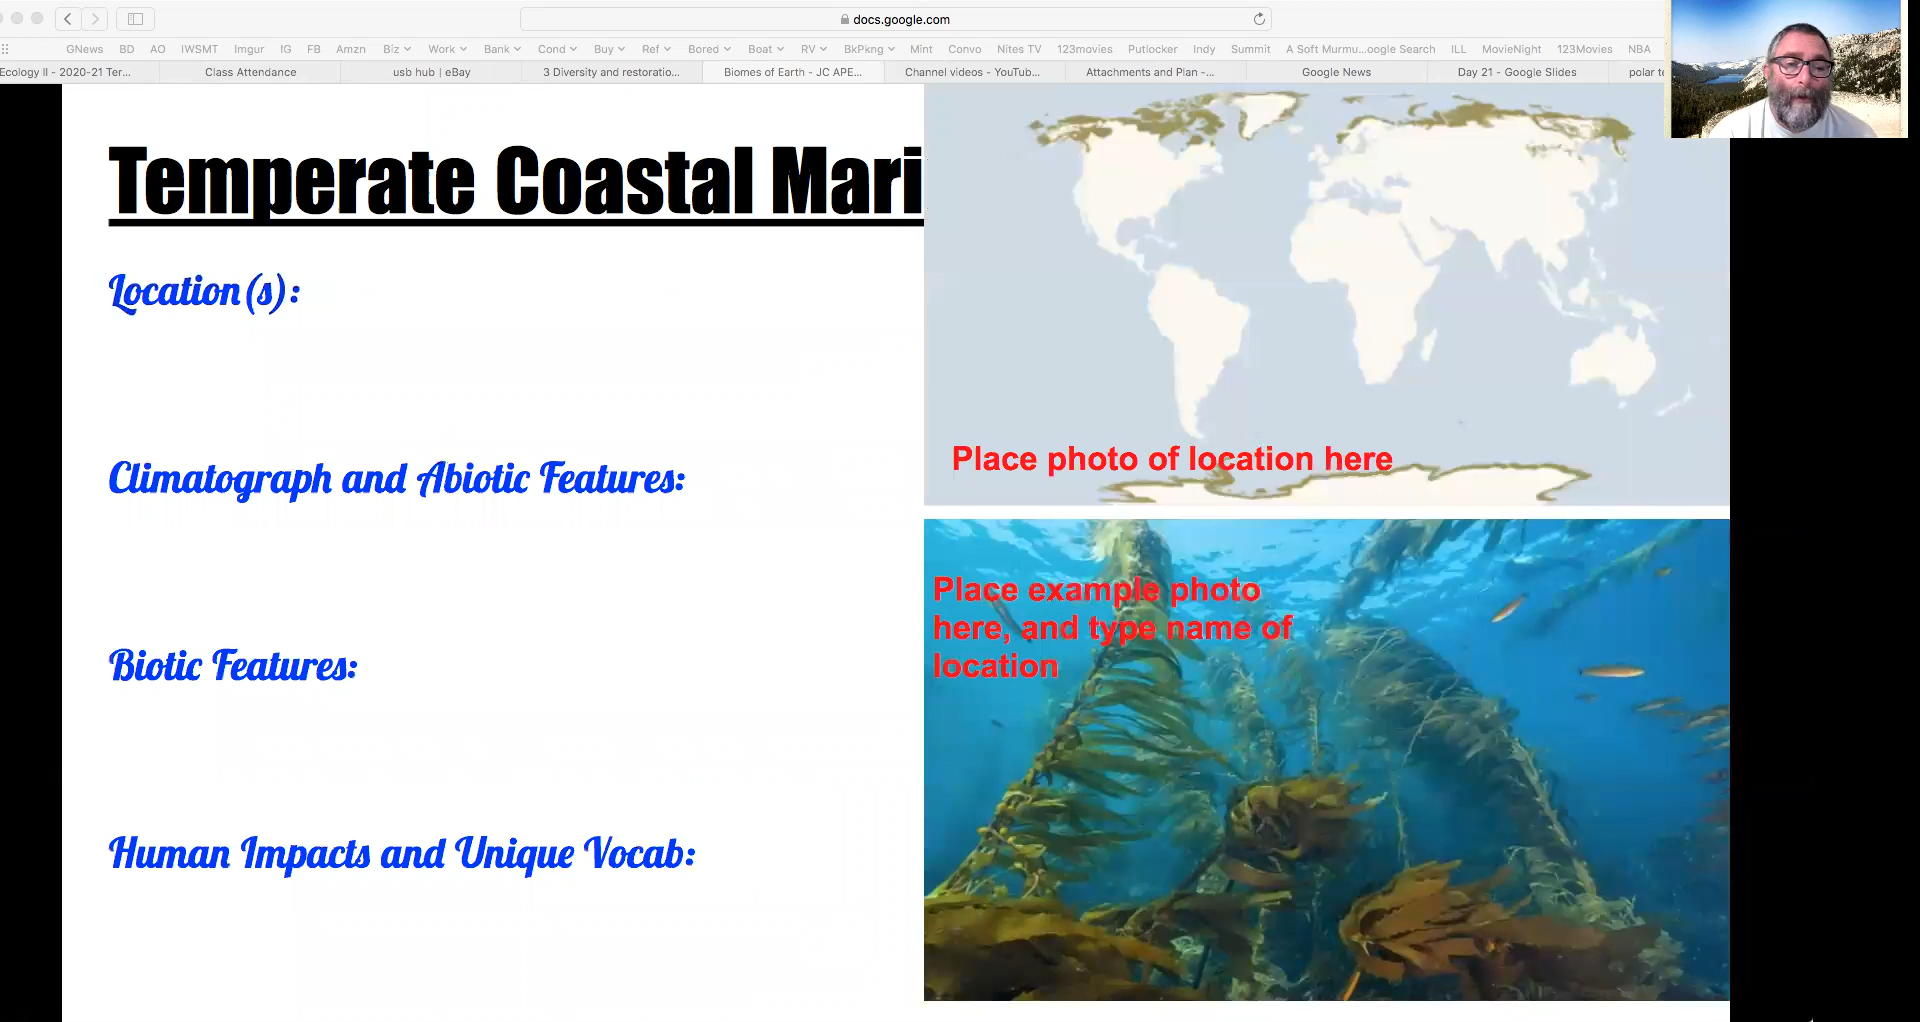 docs.google.com
GNews BD AO IWSMT Imgur IG FB Amzn Biz Work Bank Cond Buy Ref Bored Boat RV BkPkng Mint Convo Nites TV 123movies Putlocker Indy Summit A Soft Murmu...oogle Search ILL MovieNight 123Movies NBA
Ecology II - 2020-21 Ter... Class Attendance usb hub | eBay 3 Diversity and restoratio... Biomes of Earth - JC APE... Channel videos - YouTub... Attachments and Plan -... Google News Day 21 - Google Slides polar te
Temperate Coastal Mari
Location(s):
Climatograph and Abiotic Features:
Biotic Features:
Human Impacts and Unique Vocab:
Place photo of location here
Place example photo
here, and type name of
location